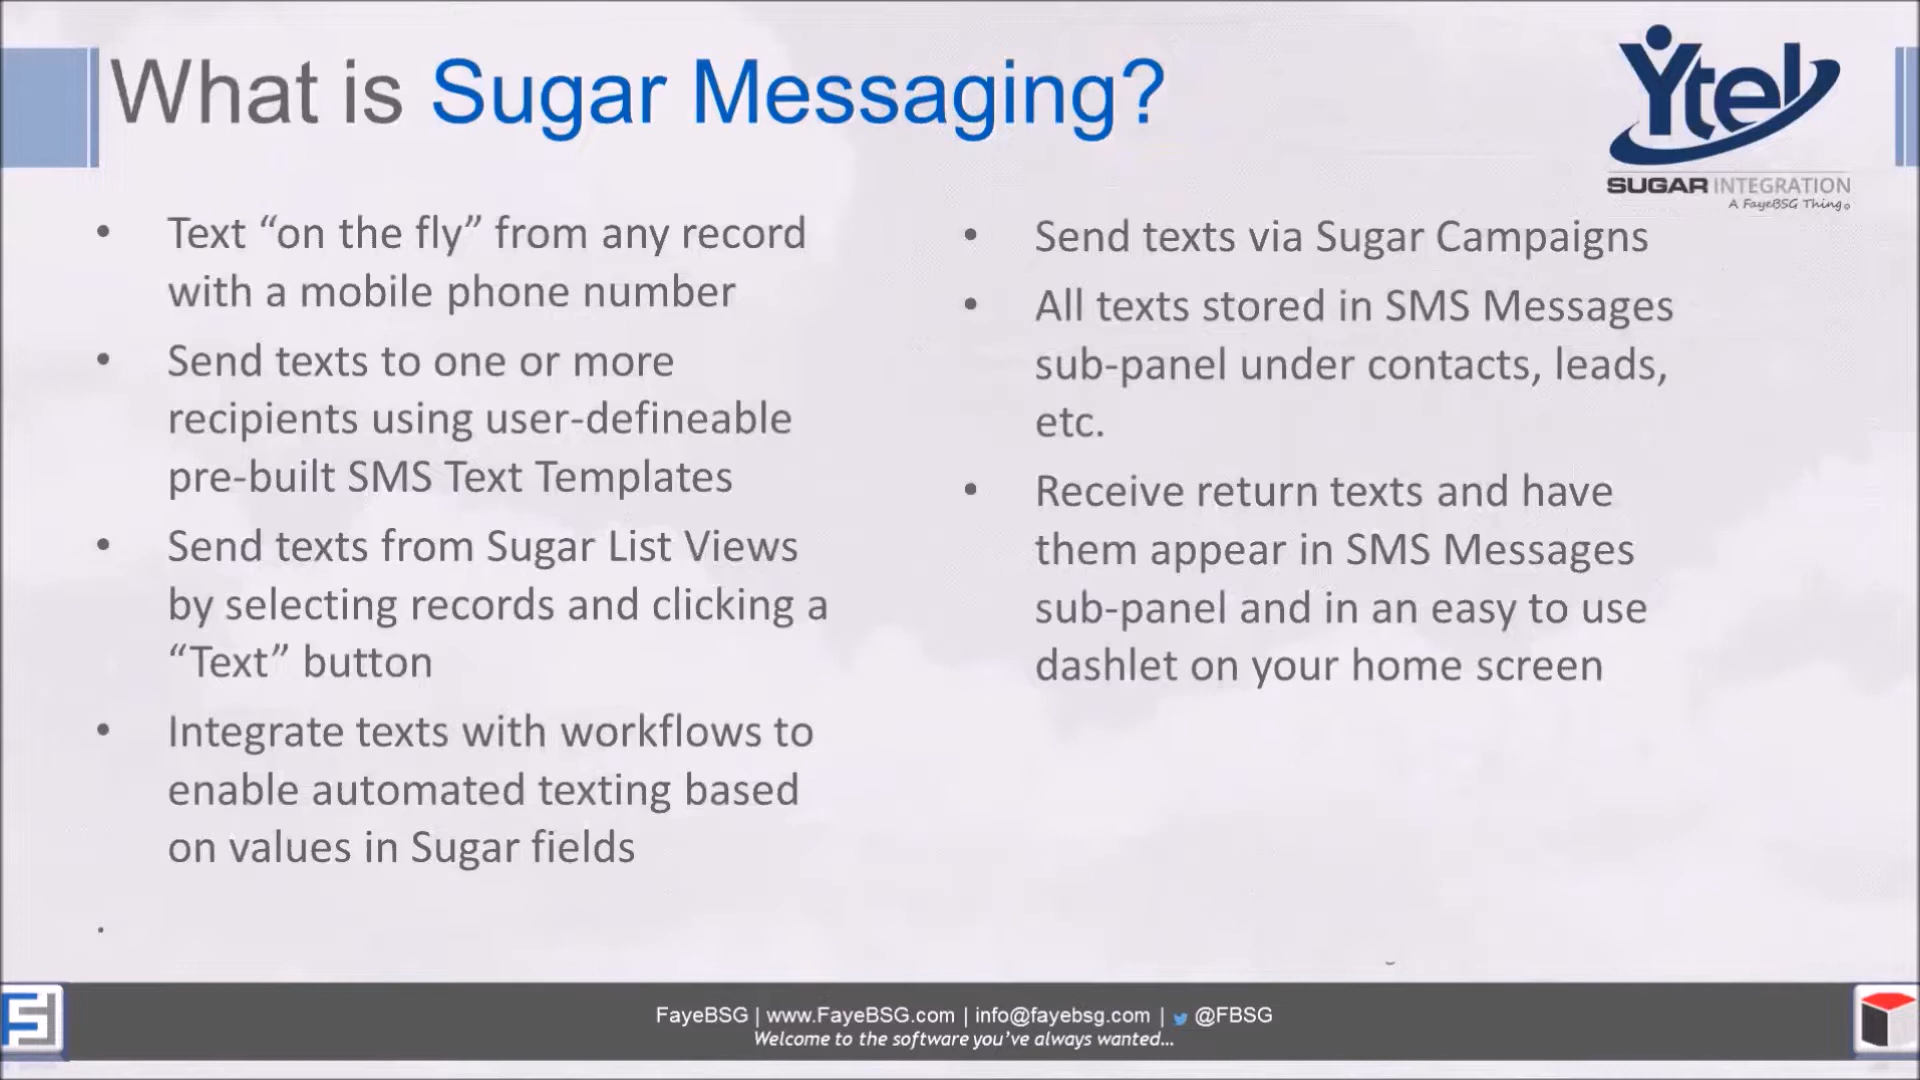 What is Sugar Messaging?
Ytel
SUGAR INTEGRATION
A FayeBSG Thing.
• Text “on the fly” from any record
with a mobile phone number
• Send texts to one or more
recipients using user-defineable
pre-built SMS Text Templates
• Send texts from Sugar List Views
by selecting records and clicking a
“Text” button
• Integrate texts with workflows to
enable automated texting based
on values in Sugar fields
• Send texts via Sugar Campaigns
• All texts stored in SMS Messages
sub-panel under contacts, leads,
etc.
• Receive return texts and have
them appear in SMS Messages
sub-panel and in an easy to use
dashlet on your home screen
FayeBSG | www.FayeBSG.com | info@fayebsg.com | @FBSG
Welcome to the software you’ve always wanted...